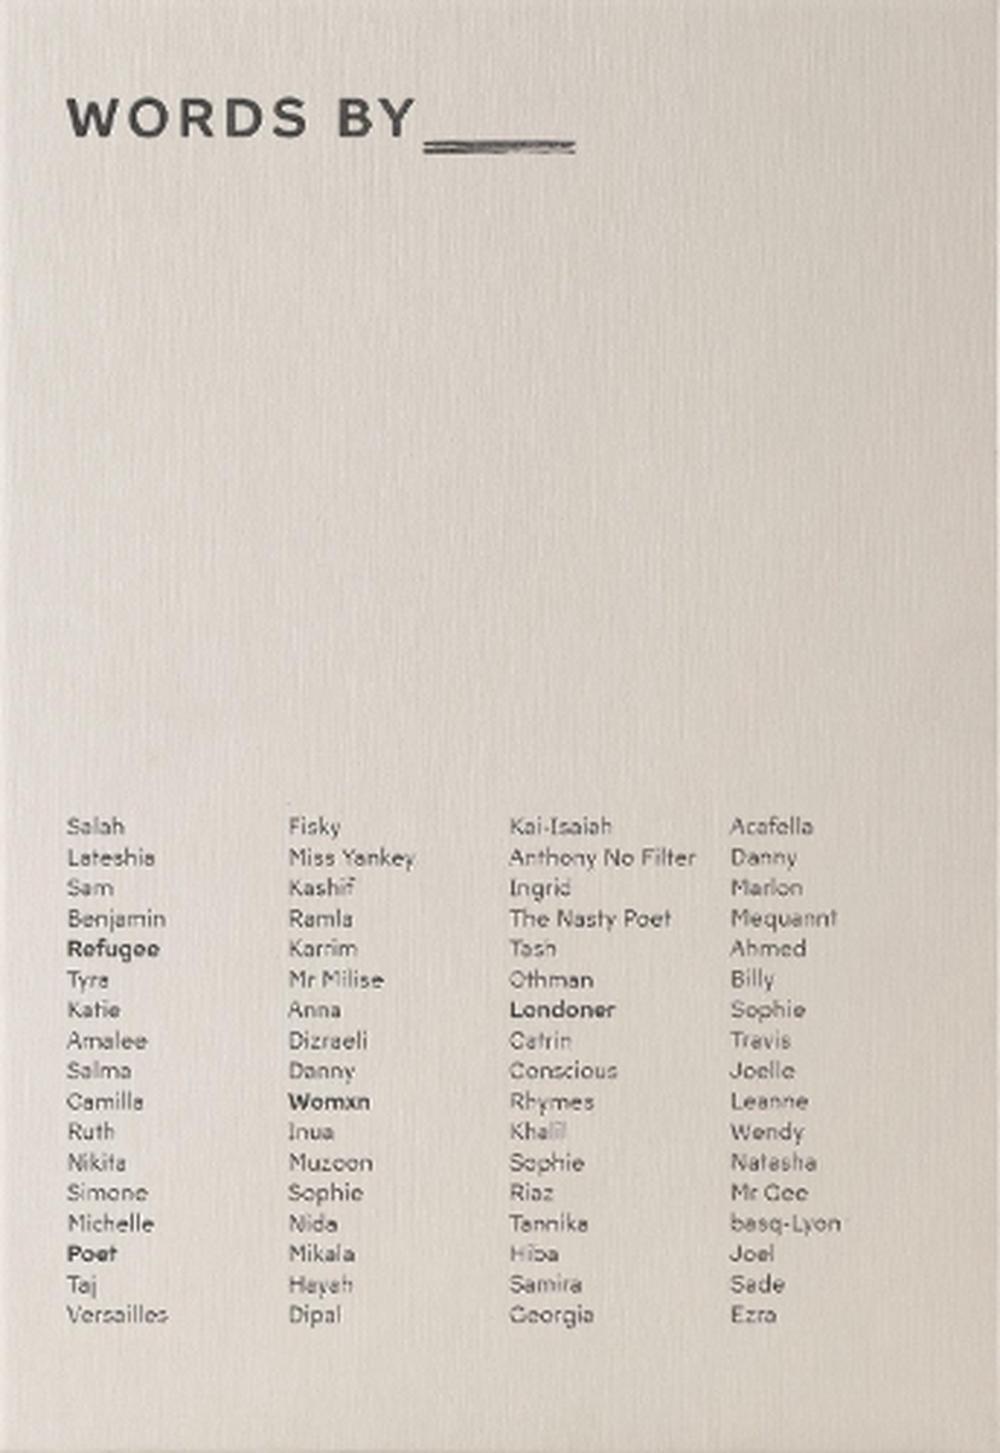 WORDS BY
Salah
Lateshia
Sam
Benjamin
Refugee
Tyra
Katie
Amalee
Salma
Camilla
Ruth
Nikita
Simone
Michelle
Poet
Taj
Versailles
Fisky
Miss Yankey
Kashif
Ramla
Karrim
Mr Milise
Anna
Dizraeli
Danny
Womxn
Inua
Muzoon
Sophie
Nida
Mikala
Hayah
Dipal
Kai-Isaiah
Anthony No Filter
Ingrid
The Nasty Poet
Tash
Othman
Londoner
Catrin
Conscious
Rhymes
Khalil
Sophie
Riaz
Tannika
Hiba
Samira
Georgia
Acafella
Danny
Marlon
Mequannt
Ahmed
Billy
Sophie
Travis
Joelle
Leanne
Wendy
Natasha
Mr Gee
basq-Lyon
Joel
Sade
Ezra